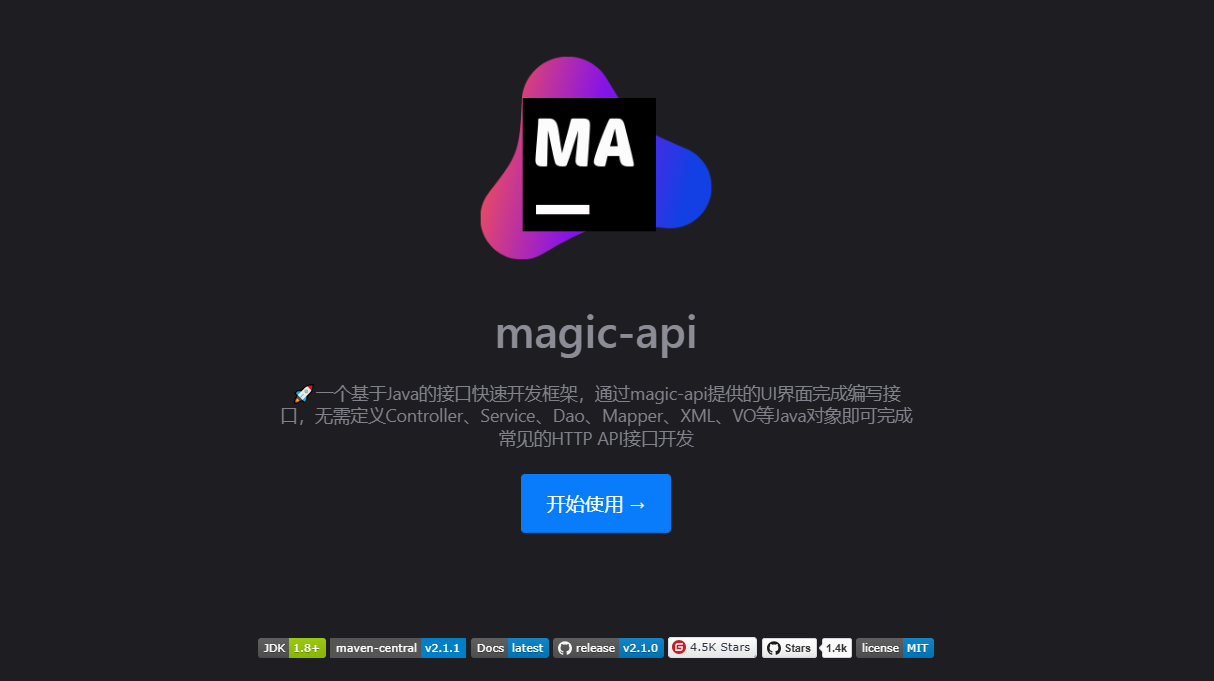 MA
magic-api
🚀一个基于Java的接口快速开发框架，通过magic-api提供的UI界面完成编写接
口，无需定义Controller、Service、Dao、Mapper、XML、VO等Java对象即可完成
常见的HTTP API接口开发
开始使用 →
JDK 1.8+ maven-central v2.1.1 Docs latest release v2.1.0 G 4.5K Stars Stars 1.4k license MIT